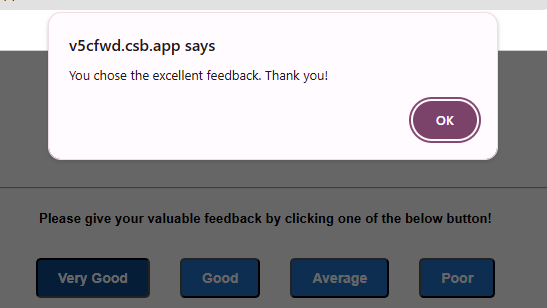 v5cfwd.csb.app says
You chose the excellent feedback. Thank you!
OK
Please give your valuable feedback by clicking one of the below button!
Very Good
Good
Average
Poor